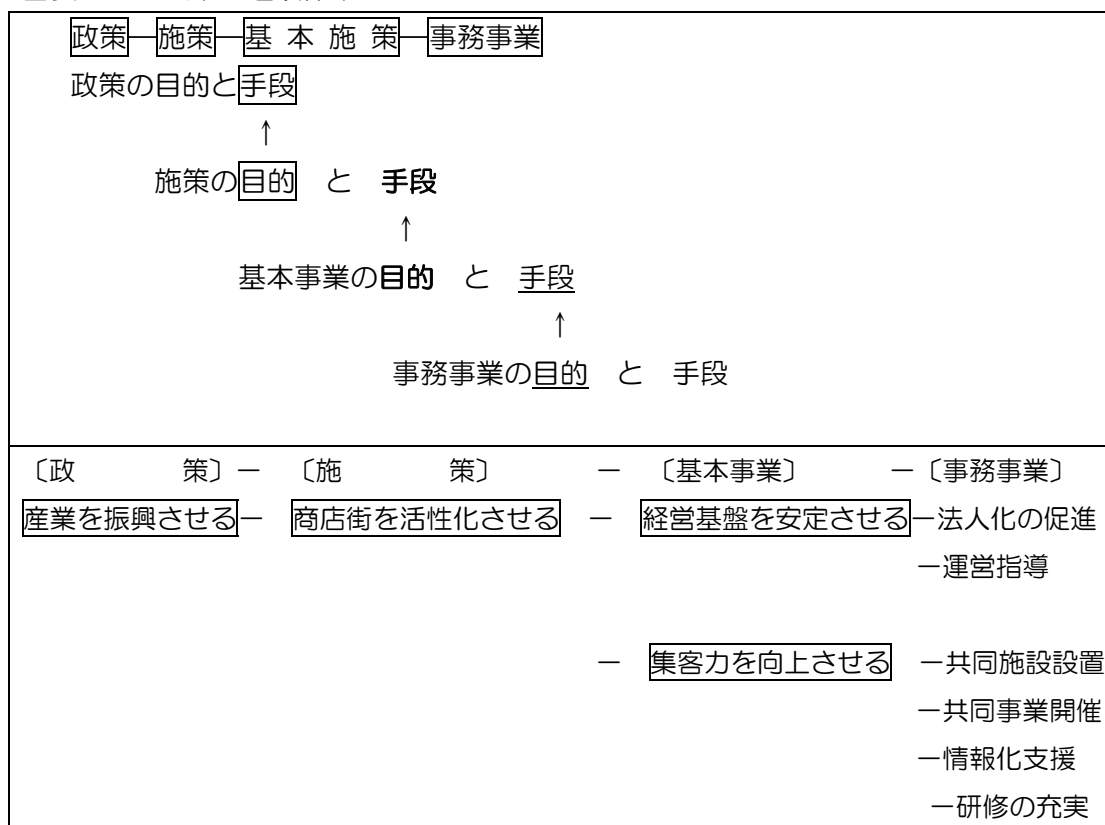 政策―施策―基 本 施 策―事務事業
政策の目的と手段
↑
施策の目的　と　手段
↑
基本事業の目的　と　手段
↑
事務事業の目的　と　手段
〔政　　　策〕－　〔施　　　策〕　　－　〔基本事業〕　　－〔事務事業〕
産業を振興させる－　商店街を活性化させる　－　経営基盤を安定させる－法人化の促進
－運営指導
－　集客力を向上させる　－共同施設設置
－共同事業開催
－情報化支援
－研修の充実